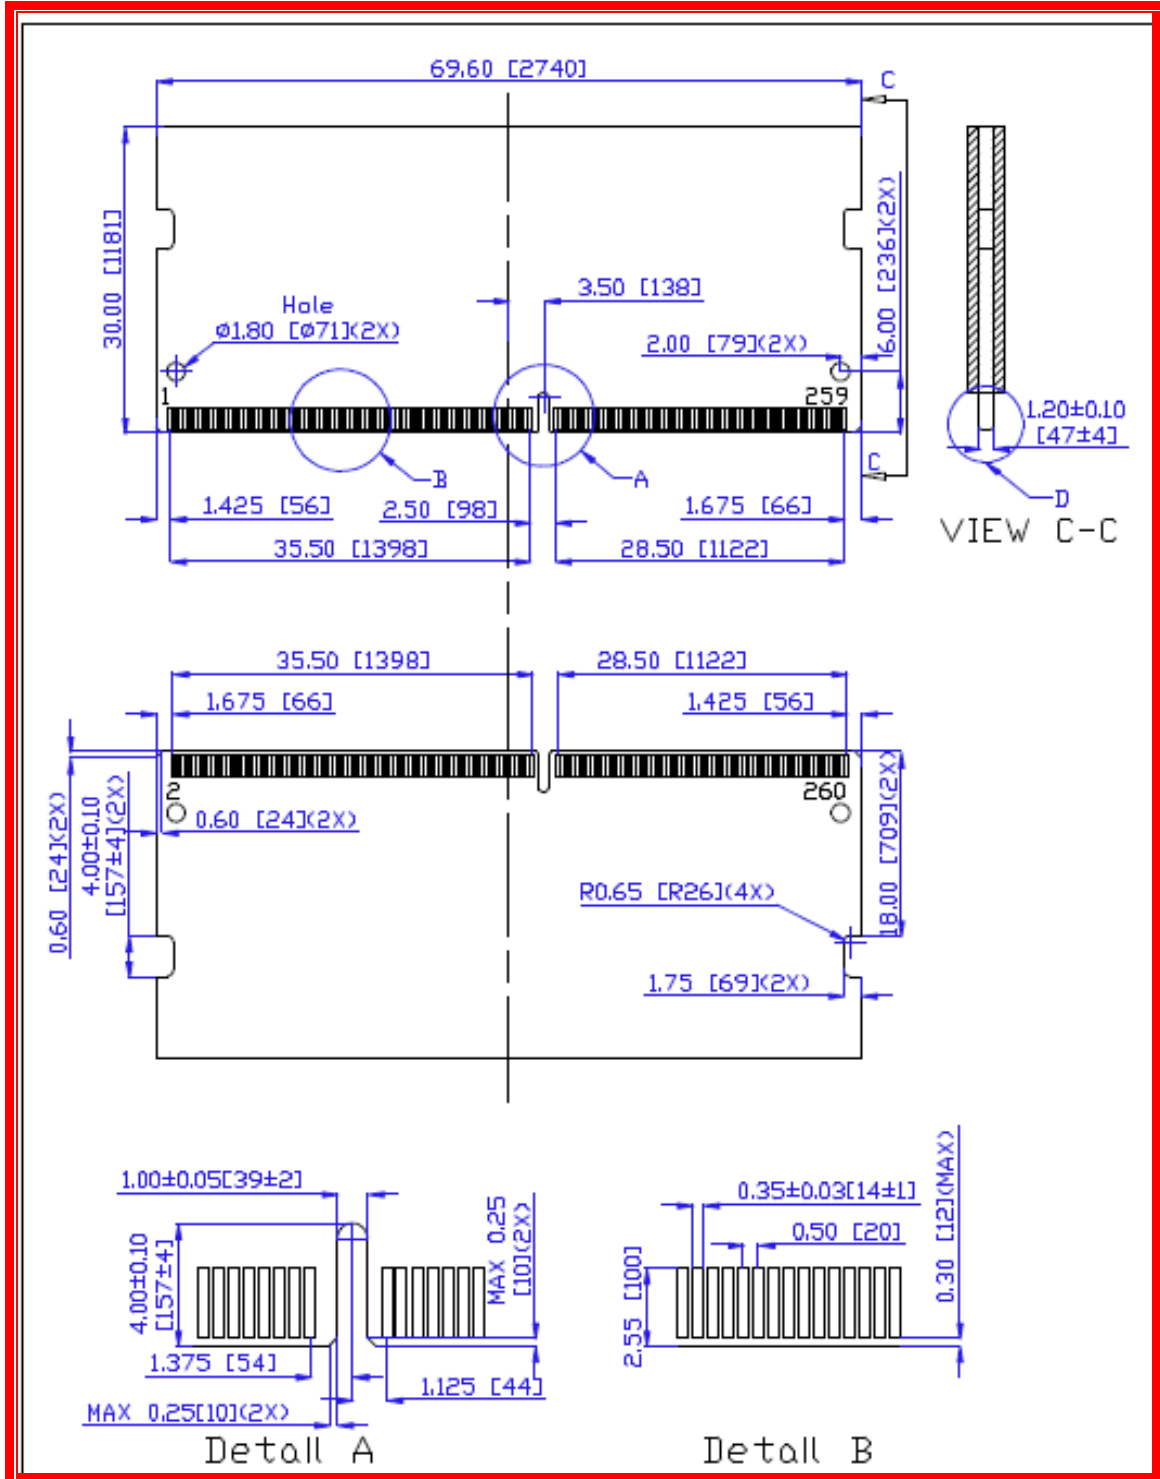 69.60 [2740]
C
30.00 [1181]
6.00 [236](2X)
3.50 [138]
Hole
Ø1.80 [Ø71](2X)
2.00 [79](2X)
1
259
1.20±0.10
[47±4]
B
A
C
D
1.425 [56]
2.50 [98]
1.675 [66]
VIEW C-C
35.50 [1398]
28.50 [1122]
35.50 [1398]
28.50 [1122]
1.675 [66]
1.425 [56]
2
260
0.60 [24](2X)
0.60 [24](2X)
4.00±0.10
[157±4](2X)
18.00 [709](2X)
R0.65 [R26](4X)
1.75 [69](2X)
1.00±0.05[39±2]
4.00±0.10
[157±4]
MAX 0.25
[10](2X)
1.375 [54]
1.125 [44]
MAX 0.25[10](2X)
Detail A
0.35±0.03[14±1]
0.50 [20]
2.55 [100]
0.30 [12](MAX)
Detail B